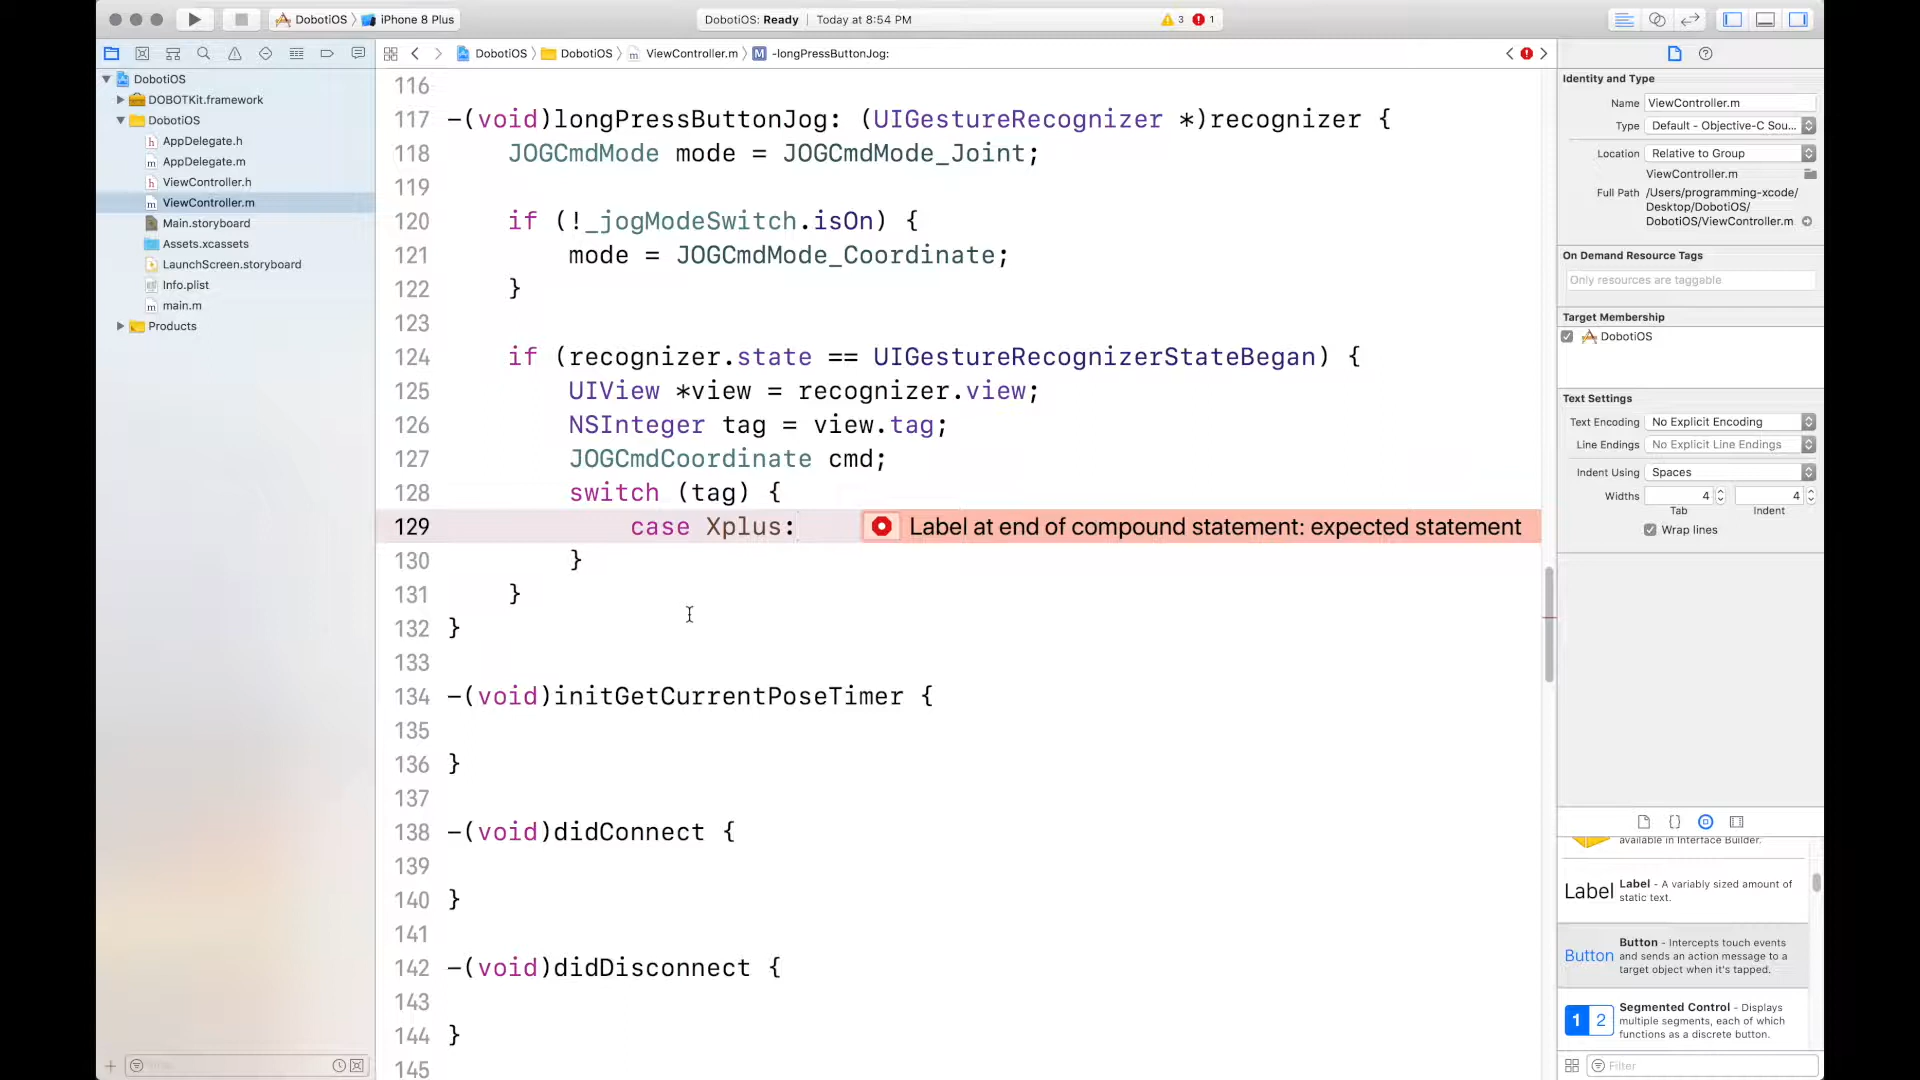 DobotiOS
iPhone 8 Plus
DobotiOS: Ready
Today at 8:54 PM
3
1
DobotiOS
DobotiOS
ViewController.m
M
-longPressButtonJog:
DobotiOS
DOBOTKit.framework
DobotiOS
h AppDelegate.h
m AppDelegate.m
h ViewController.h
m ViewController.m
Main.storyboard
Assets.xcassets
LaunchScreen.storyboard
Info.plist
m main.m
Products
116
117 -(void)longPressButtonJog: (UIGestureRecognizer *)recognizer {
118 JOGCmdMode mode = JOGCmdMode_Joint;
119
120 if (!_jogModeSwitch.isOn) {
121 mode = JOGCmdMode_Coordinate;
122 }
123
124 if (recognizer.state == UIGestureRecognizerStateBegan) {
125 UIView *view = recognizer.view;
126 NSInteger tag = view.tag;
127 JOGCmdCoordinate cmd;
128 switch (tag) {
129 case Xplus: Label at end of compound statement: expected statement
130 }
131 }
132 }
133
134 -(void)initGetCurrentPoseTimer {
135
136 }
137
138 -(void)didConnect {
139
140 }
141
142 -(void)didDisconnect {
143
144 }
145
Identity and Type
Name ViewController.m
Type Default - Objective-C Sou...
Location Relative to Group
ViewController.m
Full Path /Users/programming-xcode/
Desktop/DobotiOS/
DobotiOS/ViewController.m
On Demand Resource Tags
Only resources are taggable
Target Membership
DobotiOS
Text Settings
Text Encoding No Explicit Encoding
Line Endings No Explicit Line Endings
Indent Using Spaces
Widths 4 4
Tab Indent
Wrap lines
{}
available in Interface Builder.
Label
Label - A variably sized amount of
static text.
Button
Button - Intercepts touch events
and sends an action message to a
target object when it's tapped.
1 2
Segmented Control - Displays
multiple segments, each of which
functions as a discrete button.
Filter